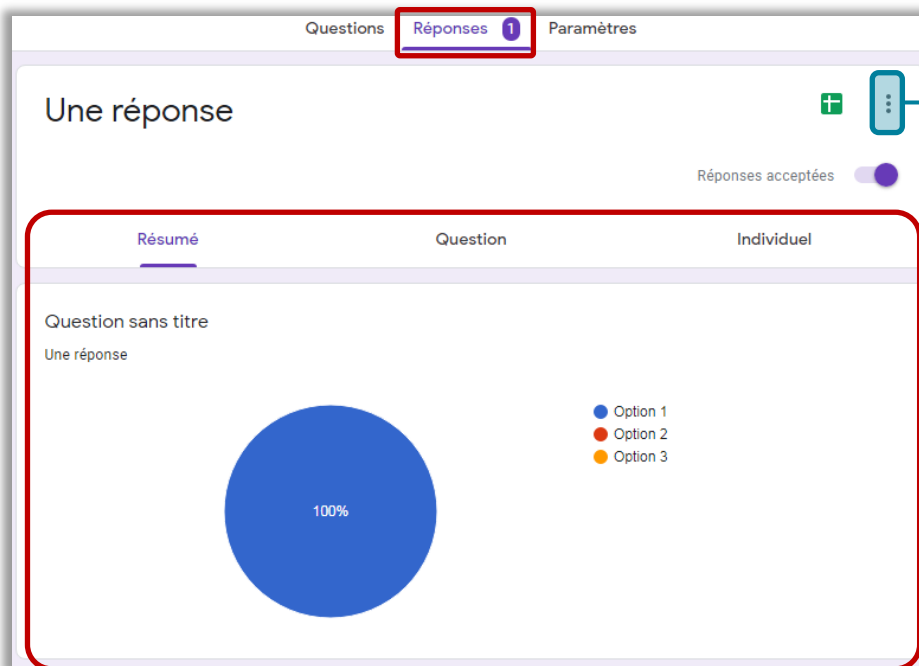 Questions Réponses 1 Paramètres
Une réponse
Réponses acceptées
Résumé Question Individuel
Question sans titre
Une réponse
Option 1
Option 2
Option 3
100%